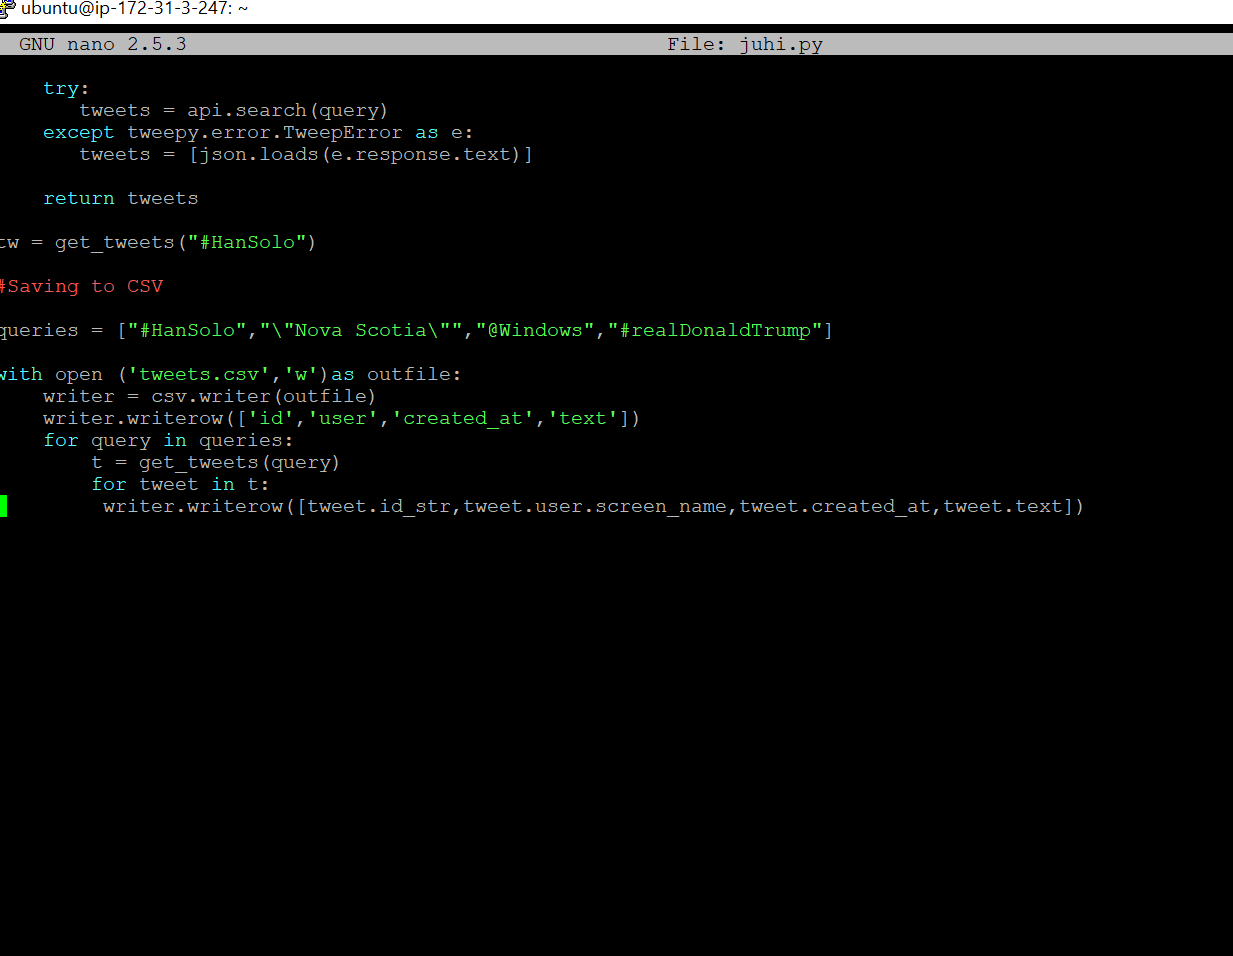 ubuntu@ip-172-31-3-247: ~
GNU nano 2.5.3 File: juhi.py
try:
tweets = api.search(query)
except tweepy.error.TweepError as e:
tweets = [json.loads(e.response.text)]
return tweets
tw = get_tweets("#HanSolo")
#Saving to CSV
queries = ["#HanSolo","\"Nova Scotia\"","@Windows","#realDonaldTrump"]
with open ('tweets.csv','w')as outfile:
writer = csv.writer(outfile)
writer.writerow(['id','user','created_at','text'])
for query in queries:
t = get_tweets(query)
for tweet in t:
writer.writerow([tweet.id_str,tweet.user.screen_name,tweet.created_at,tweet.text])